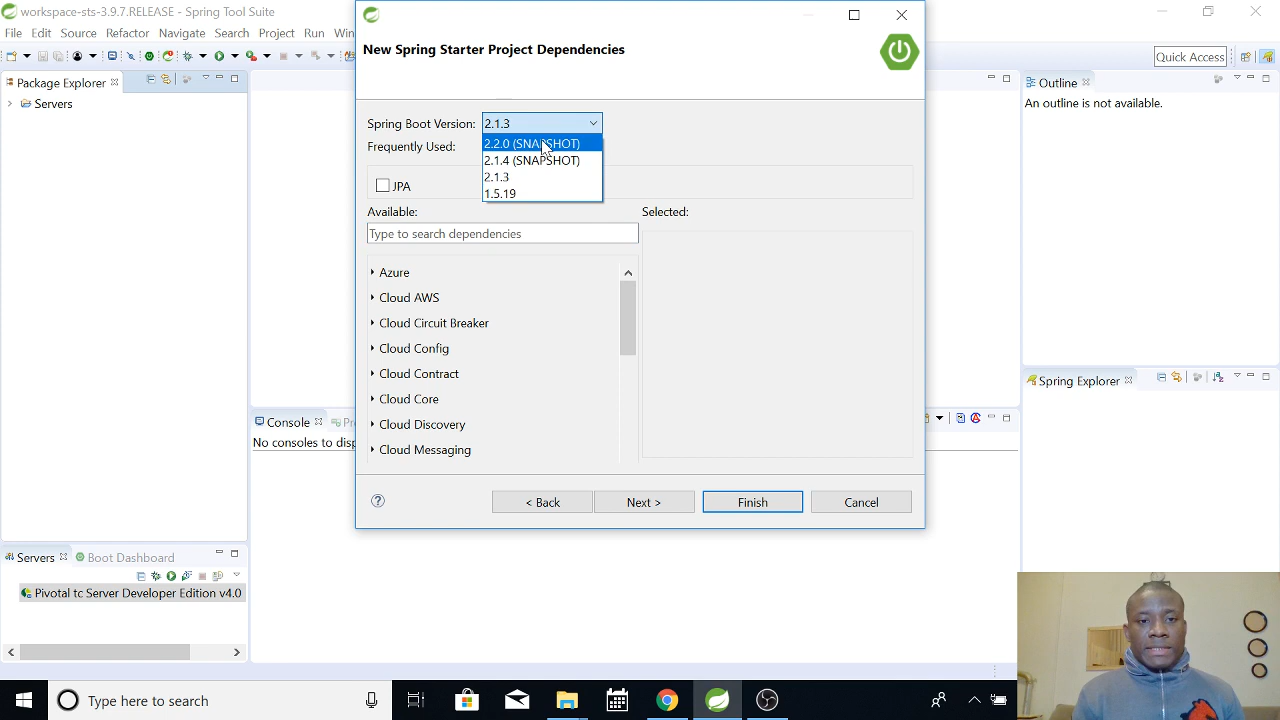 workspace-sts-3.9.7.RELEASE - Spring Tool Suite
File Edit Source Refactor Navigate Search Project Run Win
Quick Access
Package Explorer
Servers
New Spring Starter Project Dependencies
Spring Boot Version: 2.1.3
2.2.0 (SNAPSHOT)
2.1.4 (SNAPSHOT)
2.1.3
1.5.19
Frequently Used:
JPA
Available:
Selected:
Type to search dependencies
Azure
Cloud AWS
Cloud Circuit Breaker
Cloud Config
Cloud Contract
Cloud Core
Cloud Discovery
Cloud Messaging
< Back
Next >
Finish
Cancel
Outline
An outline is not available.
Spring Explorer
Console
Pr
No consoles to disp
Servers
Boot Dashboard
Pivotal tc Server Developer Edition v4.0
Type here to search